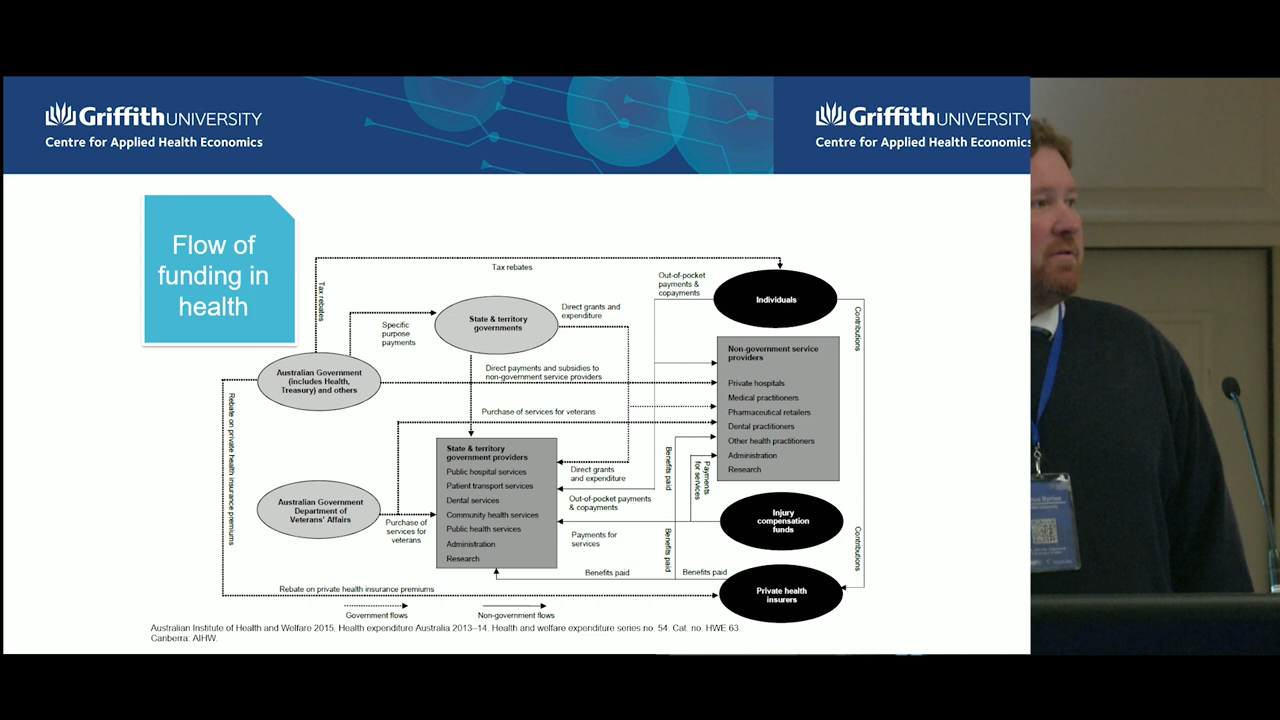 Griffith UNIVERSITY
Centre for Applied Health Economics
Griffith UNIVERSITY
Centre for Applied Health Economics
Flow of
funding in
health
Tax rebates
Tax rebates
Out-of-pocket
payments &
copayments
Individuals
Contributions
State & territory
governments
Direct grants and
expenditure
Specific
purpose
payments
Australian Government
(includes Health,
Treasury) and others
Direct payments and subsidies to
non-government service providers
Purchase of services for veterans
Non-government service
providers
Private hospitals
Medical practitioners
Pharmaceutical retailers
Dental practitioners
Other health practitioners
Administration
Research
Rebate on private health insurance premiums
State & territory
government providers
Public hospital services
Patient transport services
Dental services
Community health services
Public health services
Administration
Research
Direct grants
and expenditure
Out-of-pocket payments
& copayments
Payments for
services
Benefits paid
Payments
for services
Australian Government
Department of
Veterans' Affairs
Purchase of
services for
veterans
Injury
compensation
funds
Benefits paid
Contributions
Benefits paid
Benefits paid
Private health
insurers
Rebate on private health insurance premiums
Government flows
Non-government flows
Australian Institute of Health and Welfare 2015. Health expenditure Australia 2013–14. Health and welfare expenditure series no. 54. Cat. no. HWE 63.
Canberra: AIHW.